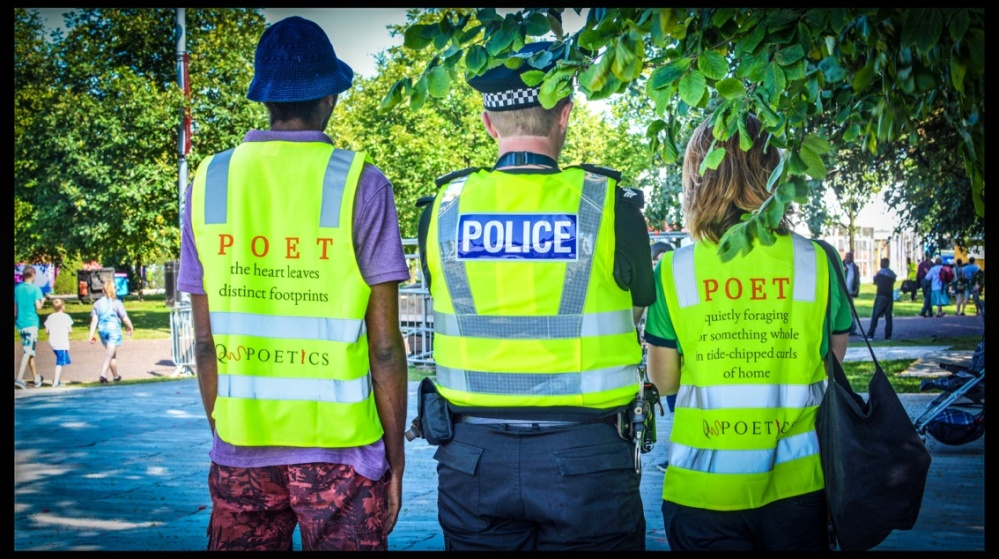 POET
the heart leaves
distinct footprints
POETICS
POLICE
POET
quietly foraging
or something whole
in tide-chipped curls
of home
POETICS